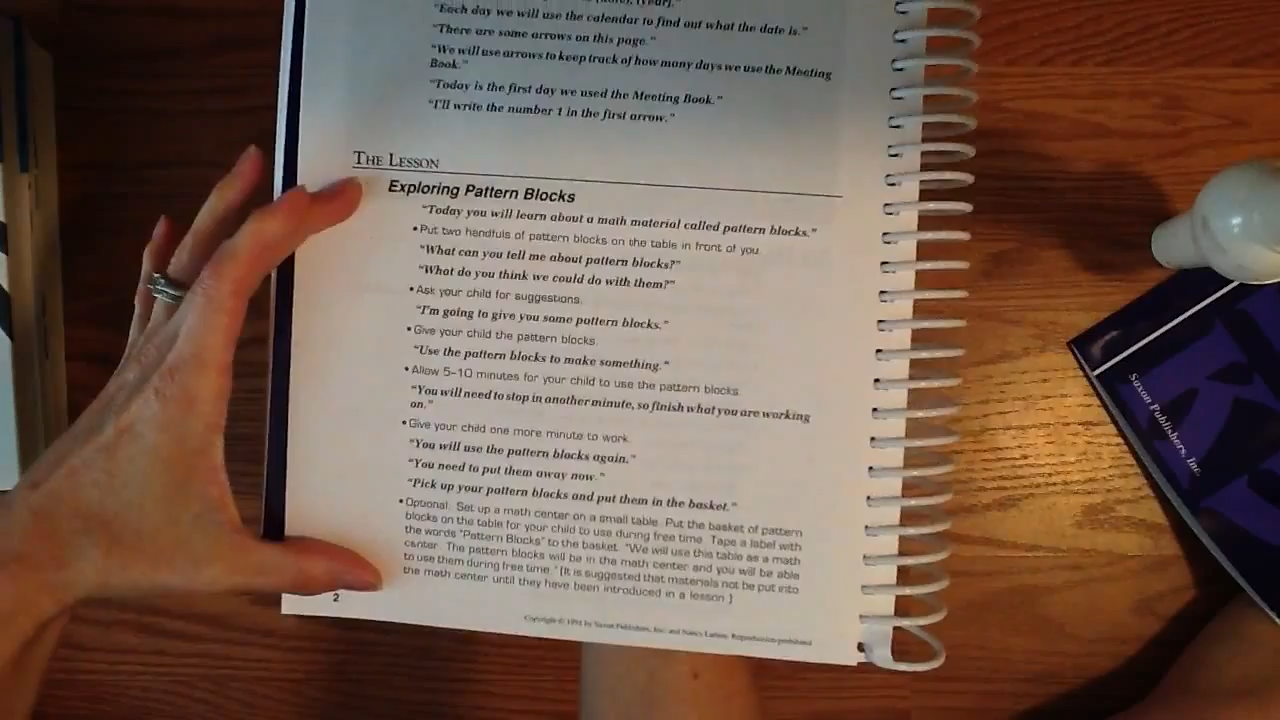 "Each day we will use the calendar to find out what the date is."
"There are some arrows on this page."
"We will use arrows to keep track of how many days we use the Meeting
Book."
"Today is the first day we used the Meeting Book."
"I'll write the number 1 in the first arrow."
THE LESSON
Exploring Pattern Blocks
"Today you will learn about a math material called pattern blocks."
• Put two handfuls of pattern blocks on the table in front of you.
"What can you tell me about pattern blocks?"
"What do you think we could do with them?"
• Ask your child for suggestions.
"I'm going to give you some pattern blocks."
• Give your child the pattern blocks.
"Use the pattern blocks to make something."
• Allow 5–10 minutes for your child to use the pattern blocks.
"You will need to stop in another minute, so finish what you are working
on."
• Give your child one more minute to work.
"You will use the pattern blocks again."
"You need to put them away now."
"Pick up your pattern blocks and put them in the basket."
• Optional: Set up a math center on a small table. Put the basket of pattern
blocks on the table for your child to use during free time. Tape a label with
the words "Pattern Blocks" to the basket. "We will use this table as a math
center. The pattern blocks will be in the math center and you will be able
to use them during free time." (It is suggested that materials not be put into
the math center until they have been introduced in a lesson.)
2
Copyright © 1991 by Saxon Publishers, Inc. and Nancy Larson. Reproduction prohibited.
Saxon Publishers, Inc.